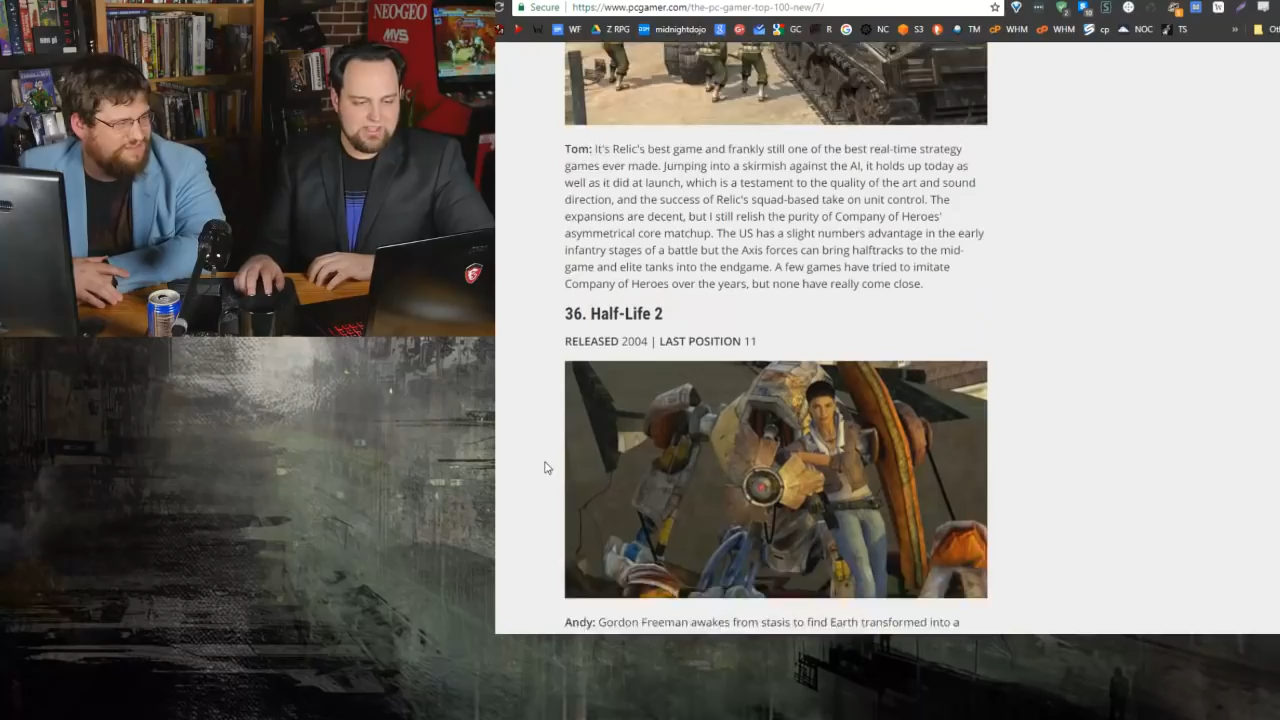 NEO·GEO
MVS
Secure | https://www.pcgamer.com/the-pc-gamer-top-100-new/7/
WF Z RPG midnightdojo GC R NC S3 TM WHM WHM cp NOC TS » Ot
Tom: It's Relic's best game and frankly still one of the best real-time strategy
games ever made. Jumping into a skirmish against the AI, it holds up today as
well as it did at launch, which is a testament to the quality of the art and sound
direction, and the success of Relic's squad-based take on unit control. The
expansions are decent, but I still relish the purity of Company of Heroes'
asymmetrical core matchup. The US has a slight numbers advantage in the early
infantry stages of a battle but the Axis forces can bring halftracks to the mid-
game and elite tanks into the endgame. A few games have tried to imitate
Company of Heroes over the years, but none have really come close.
36. Half-Life 2
RELEASED 2004 | LAST POSITION 11
Andy: Gordon Freeman awakes from stasis to find Earth transformed into a